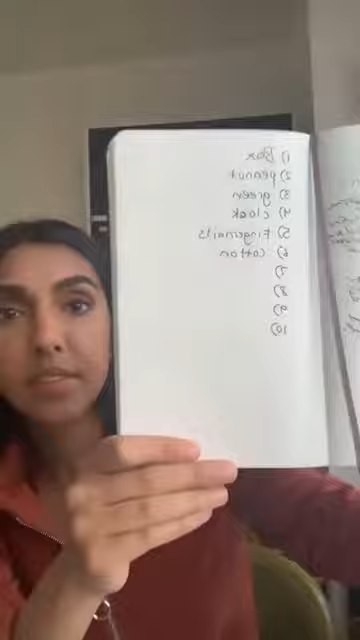 1) Box
2) peanut
3) green
4) cloak
5) Fingernails
6) cotton
7)
8)
9)
10)